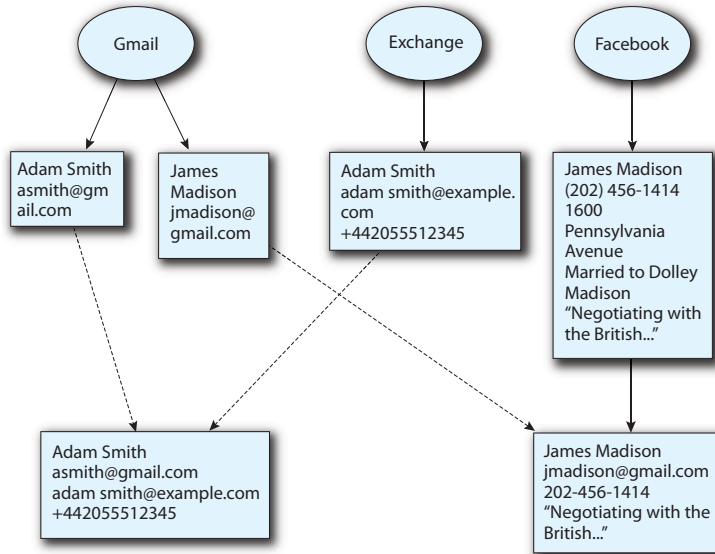 Gmail
Exchange
Facebook
Adam Smith
asmith@gm
ail.com
James
Madison
jmadison@
gmail.com
Adam Smith
adam smith@example.
com
+442055512345
James Madison
(202) 456-1414
1600
Pennsylvania
Avenue
Married to Dolley
Madison
“Negotiating with
the British...”
Adam Smith
asmith@gmail.com
adam smith@example.com
+442055512345
James Madison
jmadison@gmail.com
202-456-1414
“Negotiating with the
British...”